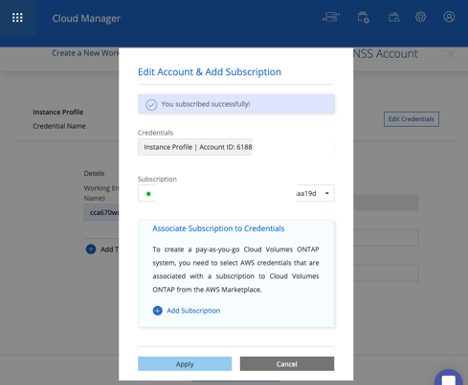 Cloud Manager
Create a New Work
NSS Account
Edit Account & Add Subscription
You subscribed successfully!
Credentials
Instance Profile | Account ID: 6188
Instance Profile
Credential Name
Edit Credentials
Subscription
aa19d
Details
Working En
Name)
cca670wo
Add T
Associate Subscription to Credentials
To create a pay-as-you-go Cloud Volumes ONTAP
system, you need to select AWS credentials that are
associated with a subscription to Cloud Volumes
ONTAP from the AWS Marketplace.
Add Subscription
Apply
Cancel